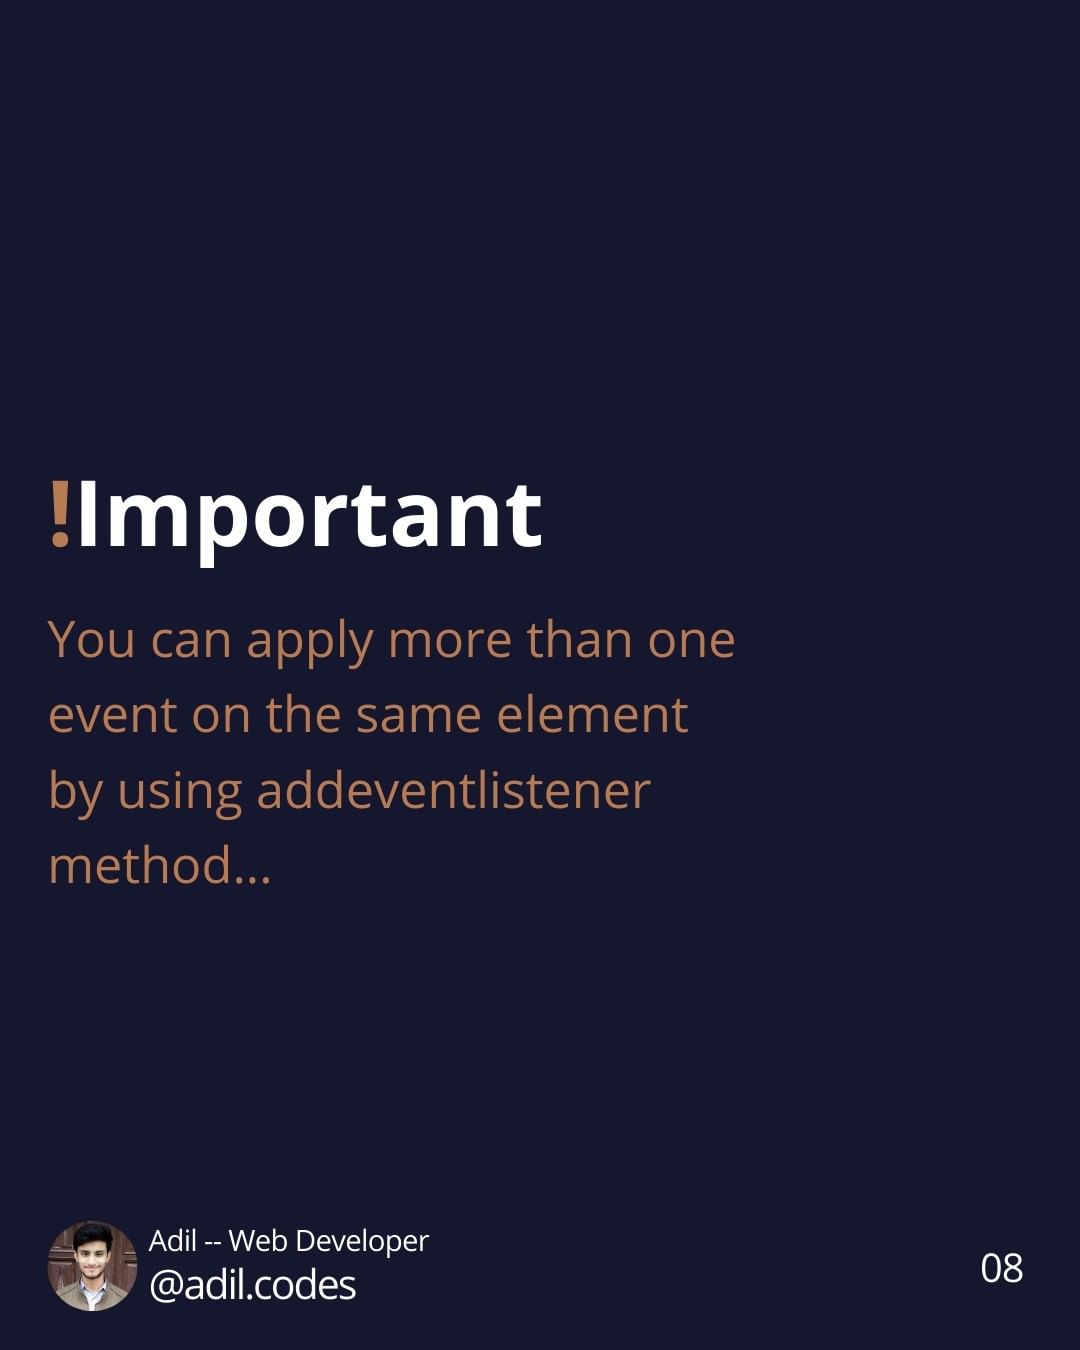 !Important
You can apply more than one
event on the same element
by using addeventlistener
method...
Adil -- Web Developer
@adil.codes
08